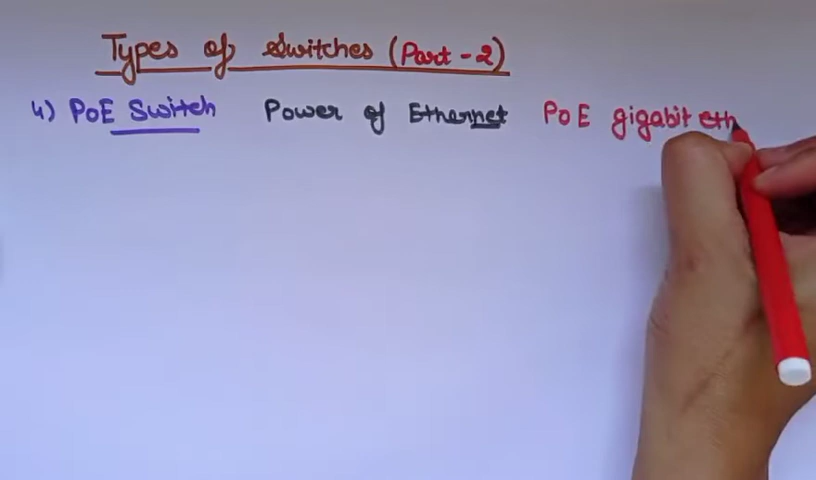 Types of Switches (Part-2)
4) PoE Switch Power of Ethernet PoE gigabit eth